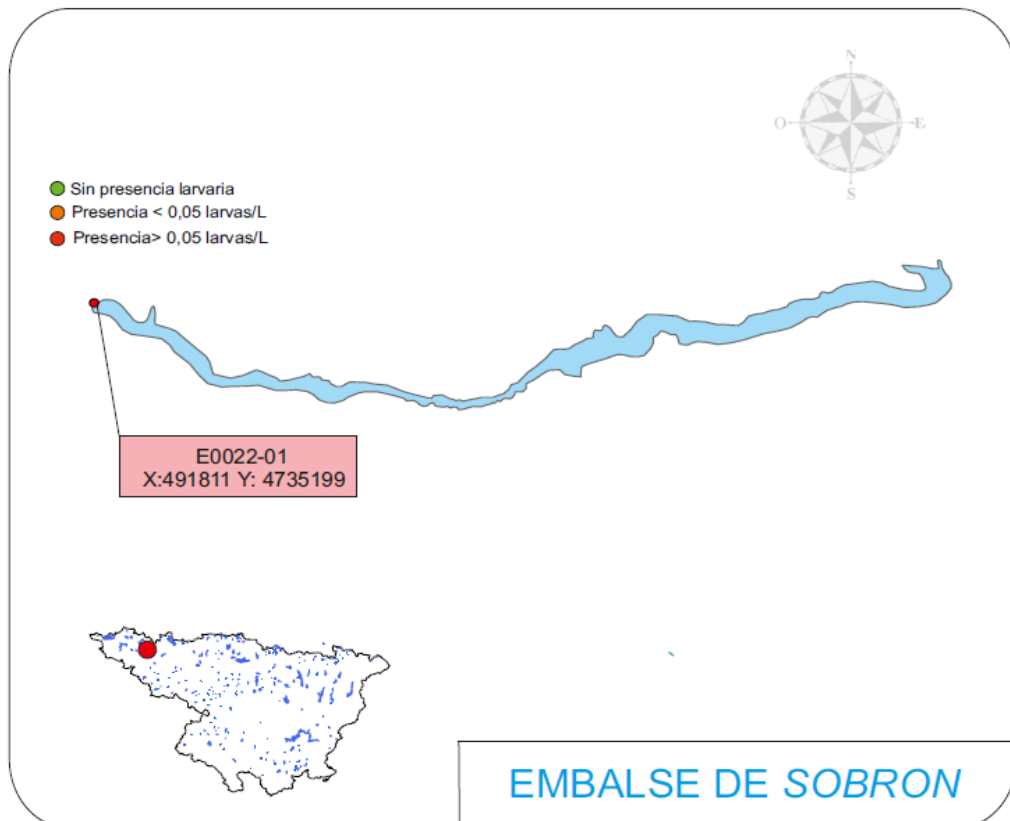 N
O
E
S
Sin presencia larvaria
Presencia < 0,05 larvas/L
Presencia> 0,05 larvas/L
E0022-01
X:491811 Y: 4735199
EMBALSE DE SOBRON